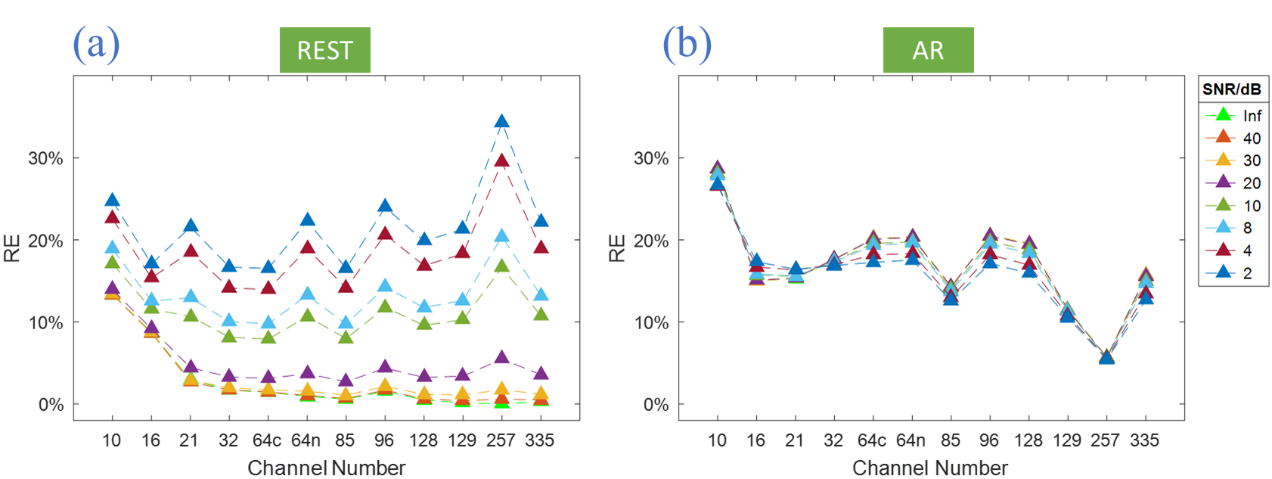 (a)
REST
RE
30%
20%
10%
0%
10 16 21 32 64c 64n 85 96 128 129 257 335
Channel Number
(b)
AR
RE
30%
20%
10%
0%
10 16 21 32 64c 64n 85 96 128 129 257 335
Channel Number
SNR/dB
Inf
40
30
20
10
8
4
2